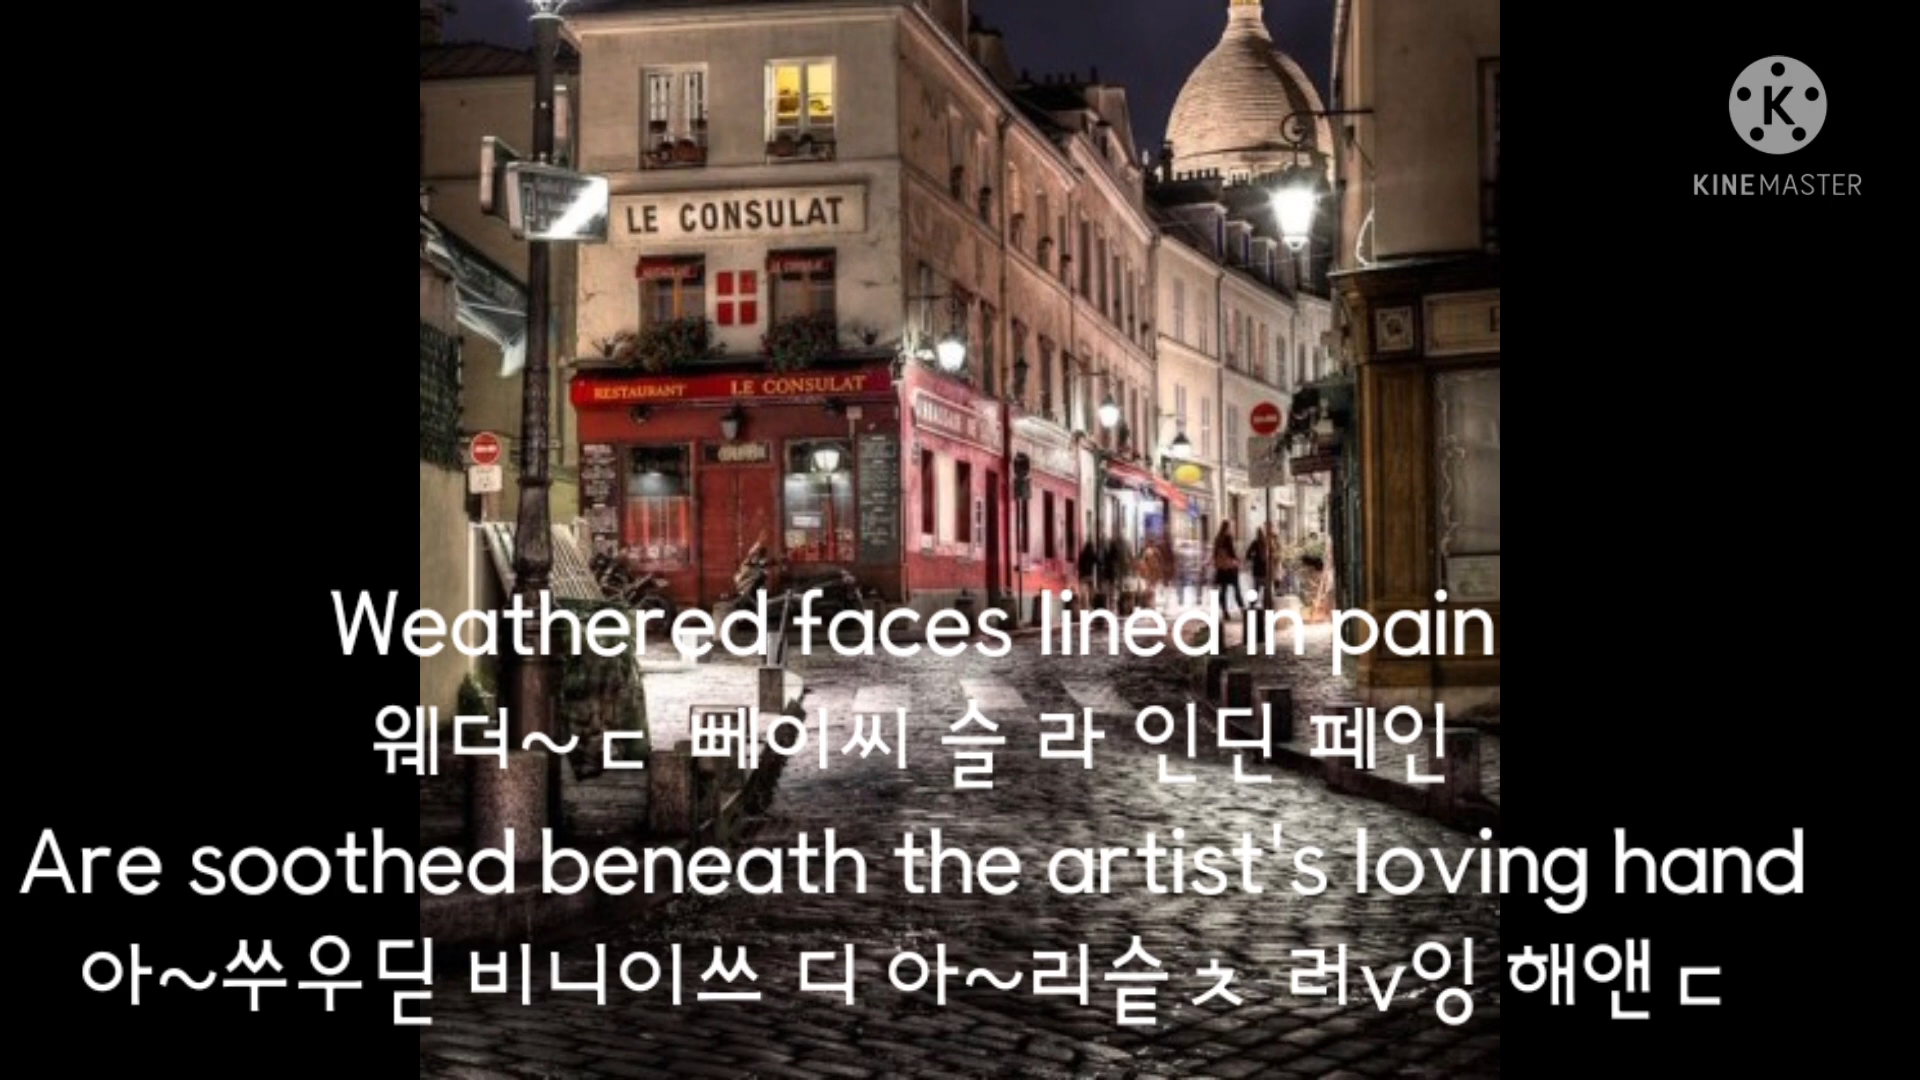 LE CONSULAT
RESTAURANT LE CONSULAT
K
KINEMASTER
Weathered faces lined in pain
웨더~ㄷ 뻬이씨 슬 라 인딘 페인
Are soothed beneath the artist's loving hand
아~쑤우딛 비니이쓰 디 아~리슽ㅊ 러v잉 해앤ㄷ